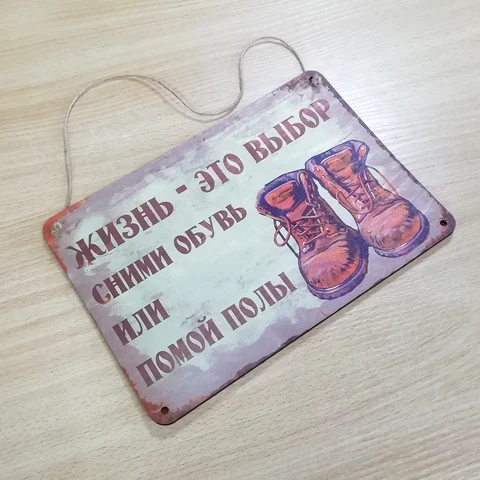 ЖИЗНЬ - ЭТО ВЫБОР
СНИМИ ОБУВЬ
ИЛИ
ПОМОЙ ПОЛЫ